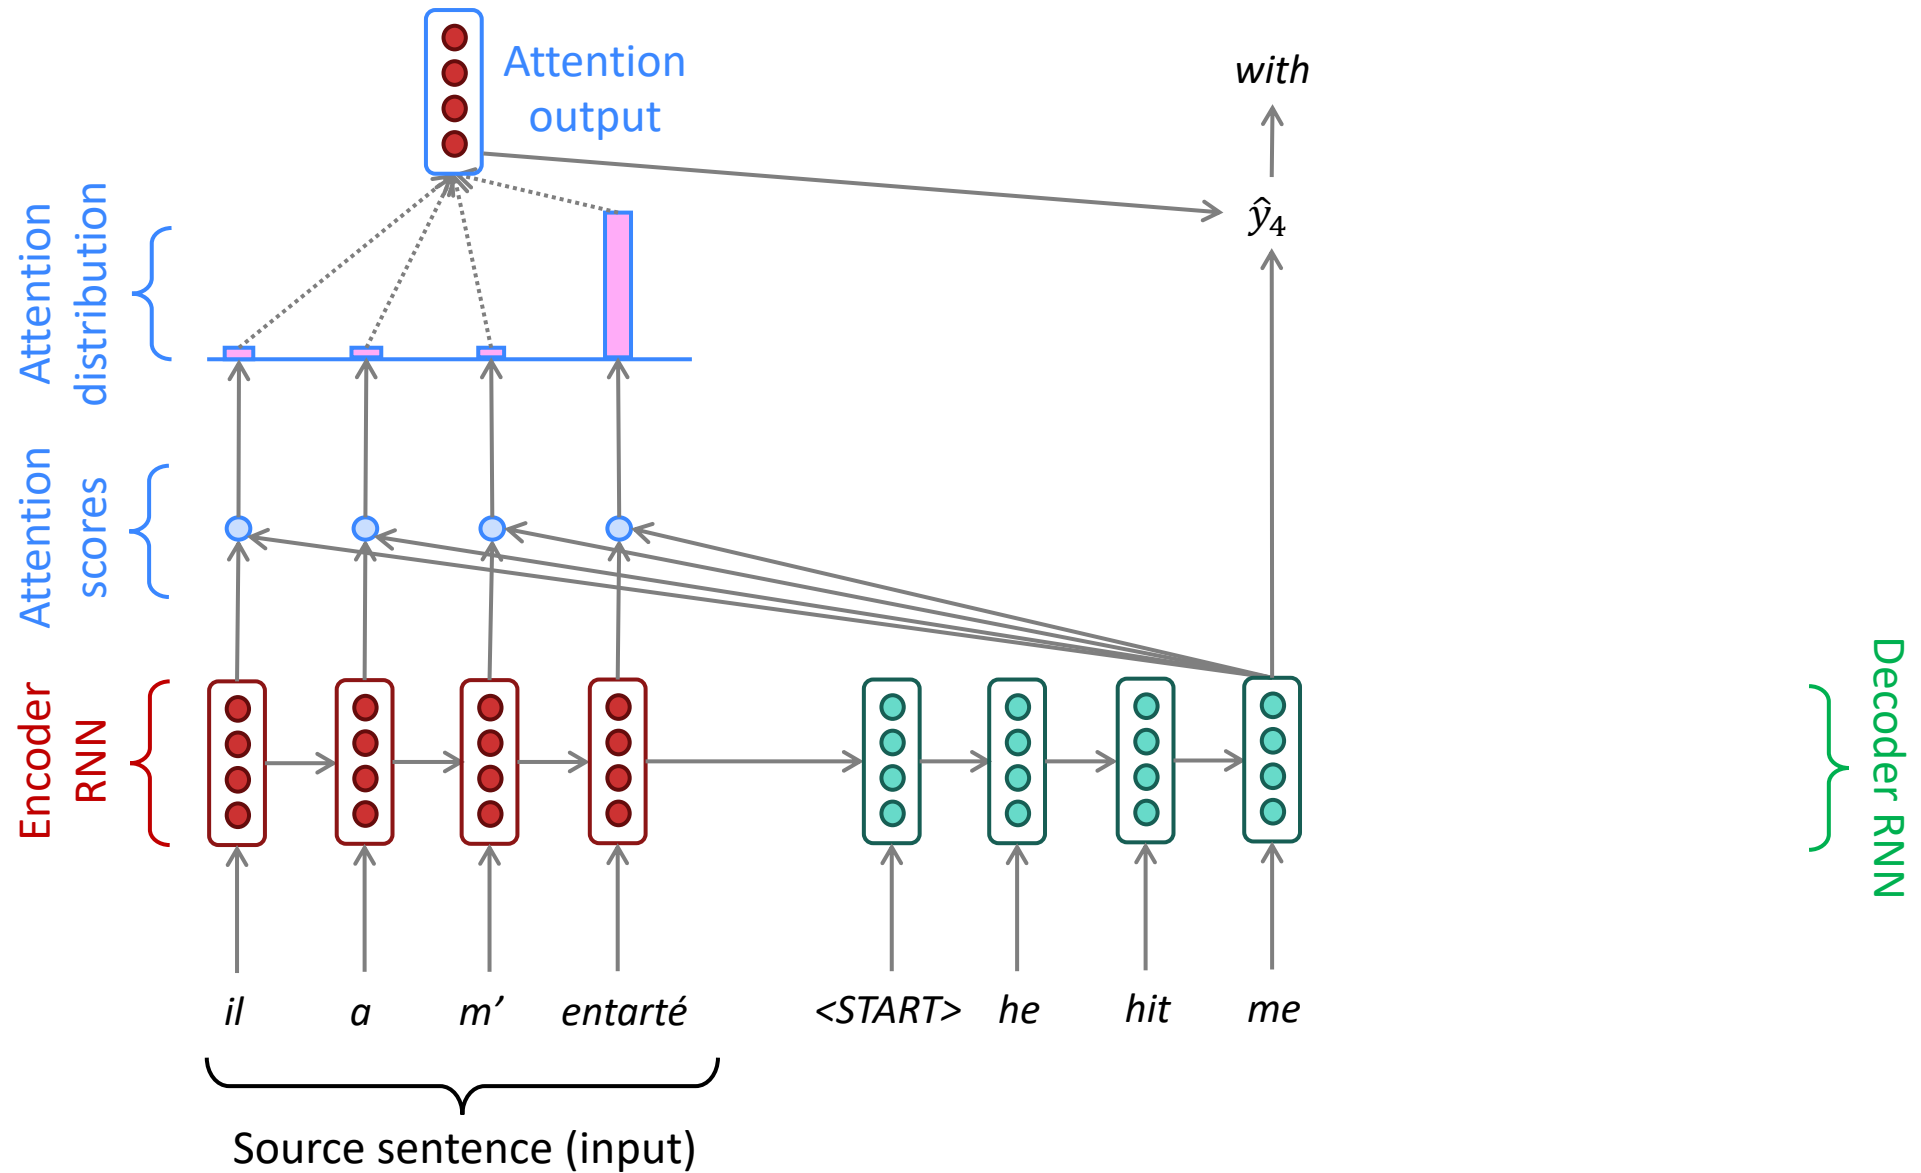 Attention
output
with
Attention
distribution
ŷ₄
Attention
scores
Encoder
RNN
Decoder RNN
il a m’ entarté <START> he hit me
Source sentence (input)